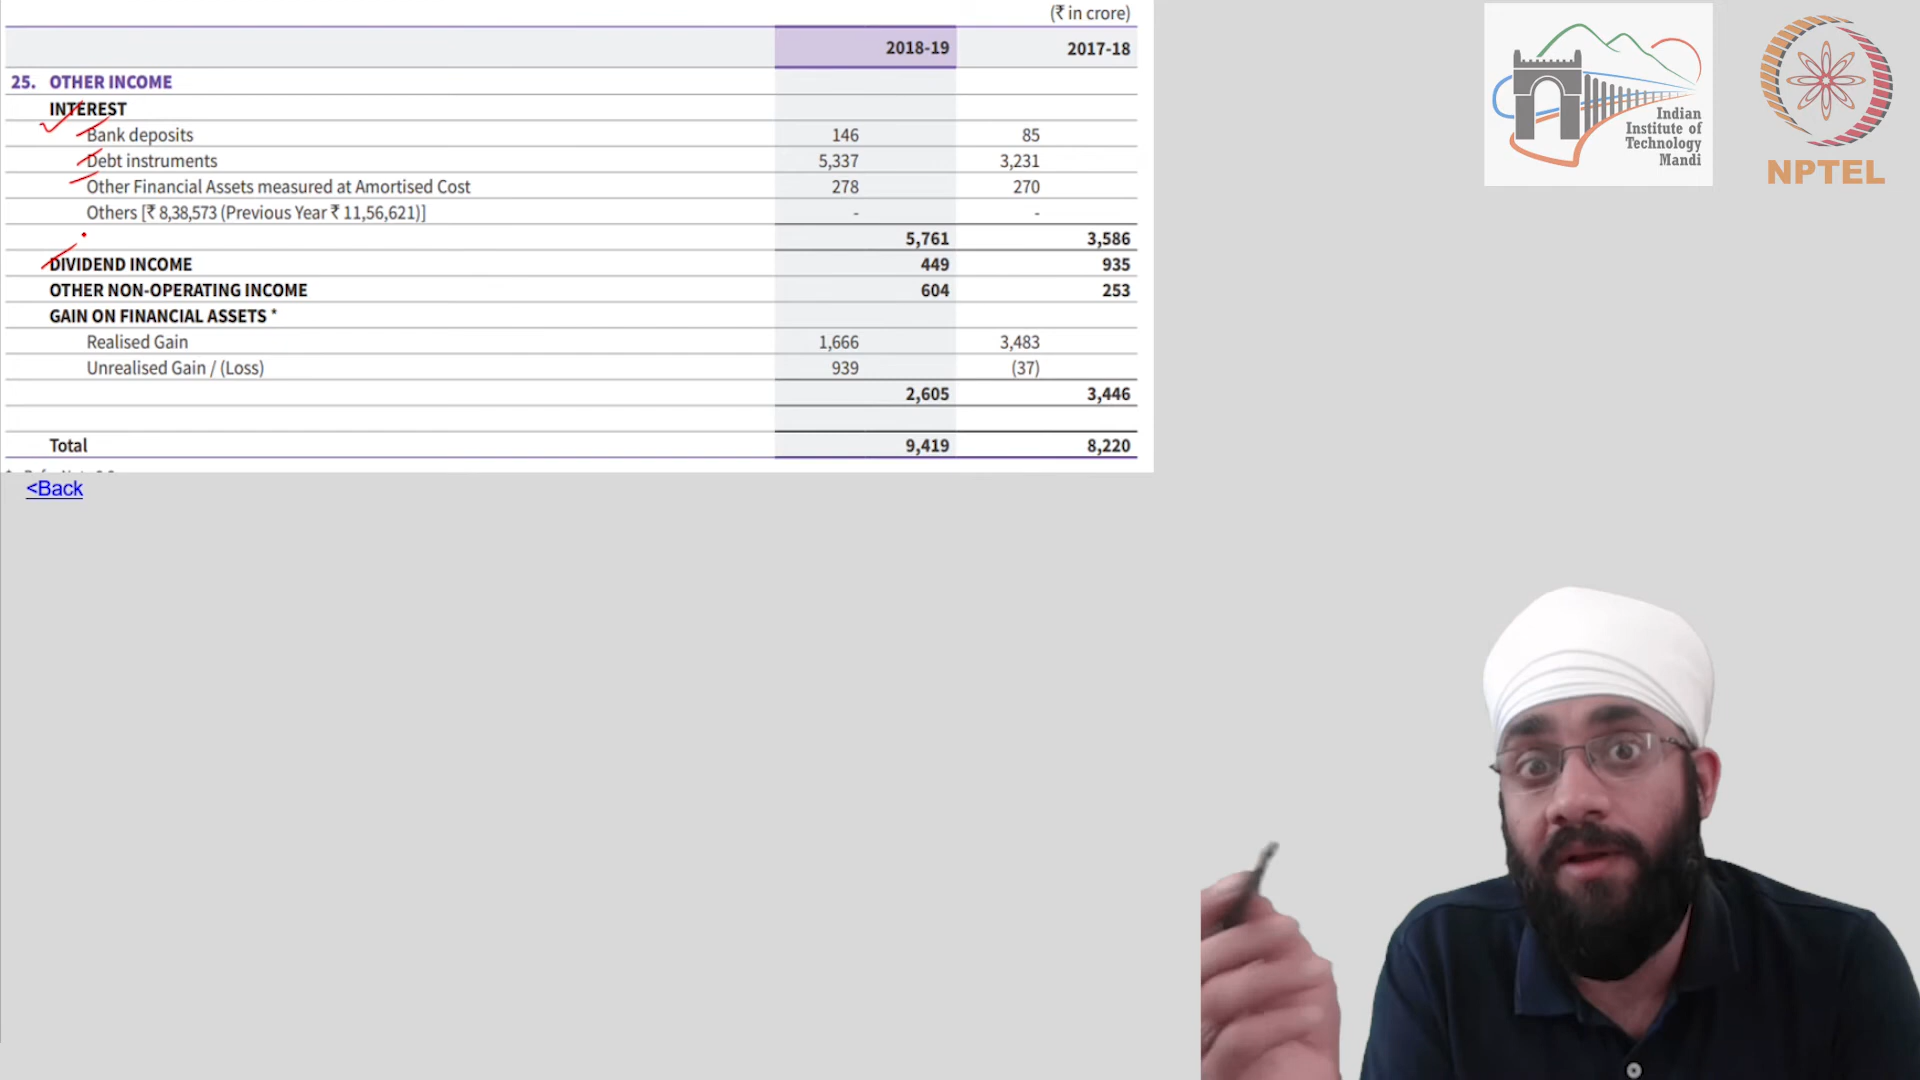 (₹ in crore)
2018-19 2017-18
25. OTHER INCOME
INTEREST
Bank deposits 146 85
Debt instruments 5,337 3,231
Other Financial Assets measured at Amortised Cost 278 270
Others [₹ 8,38,573 (Previous Year ₹ 11,56,621)] - -
5,761 3,586
DIVIDEND INCOME 449 935
OTHER NON-OPERATING INCOME 604 253
GAIN ON FINANCIAL ASSETS *
Realised Gain 1,666 3,483
Unrealised Gain / (Loss) 939 (37)
2,605 3,446
Total 9,419 8,220
<Back
Indian
Institute of
Technology
Mandi
NPTEL